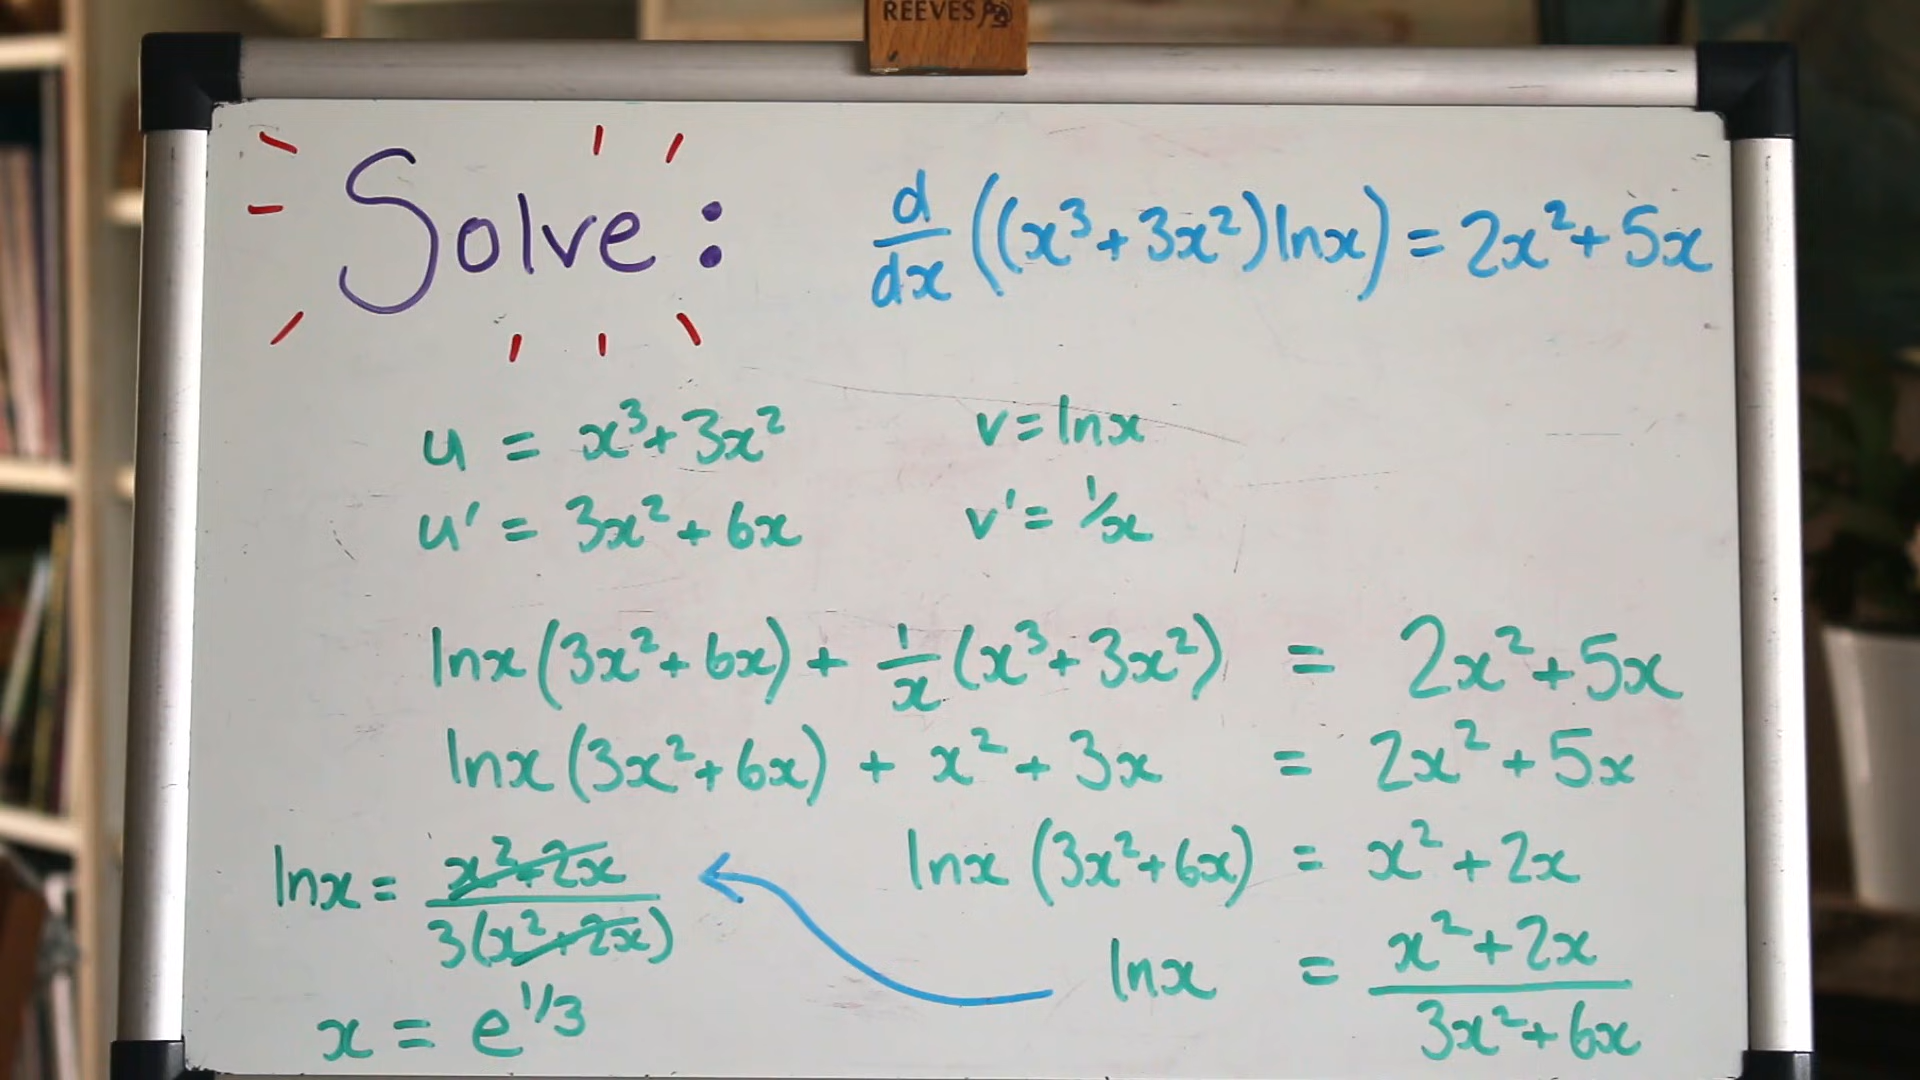 REEVES
Solve :
d/dx ((x³+3x²)lnx) = 2x²+5x
u = x³+3x² v = lnx
u' = 3x²+6x v' = 1/x
lnx(3x²+6x) + 1/x(x³+3x²) = 2x²+5x
lnx(3x²+6x) + x²+3x = 2x²+5x
lnx(3x²+6x) = x²+2x
lnx = x²+2x / 3x²+6x
lnx = x²+2x / 3(x²+2x)
x = e^1/3